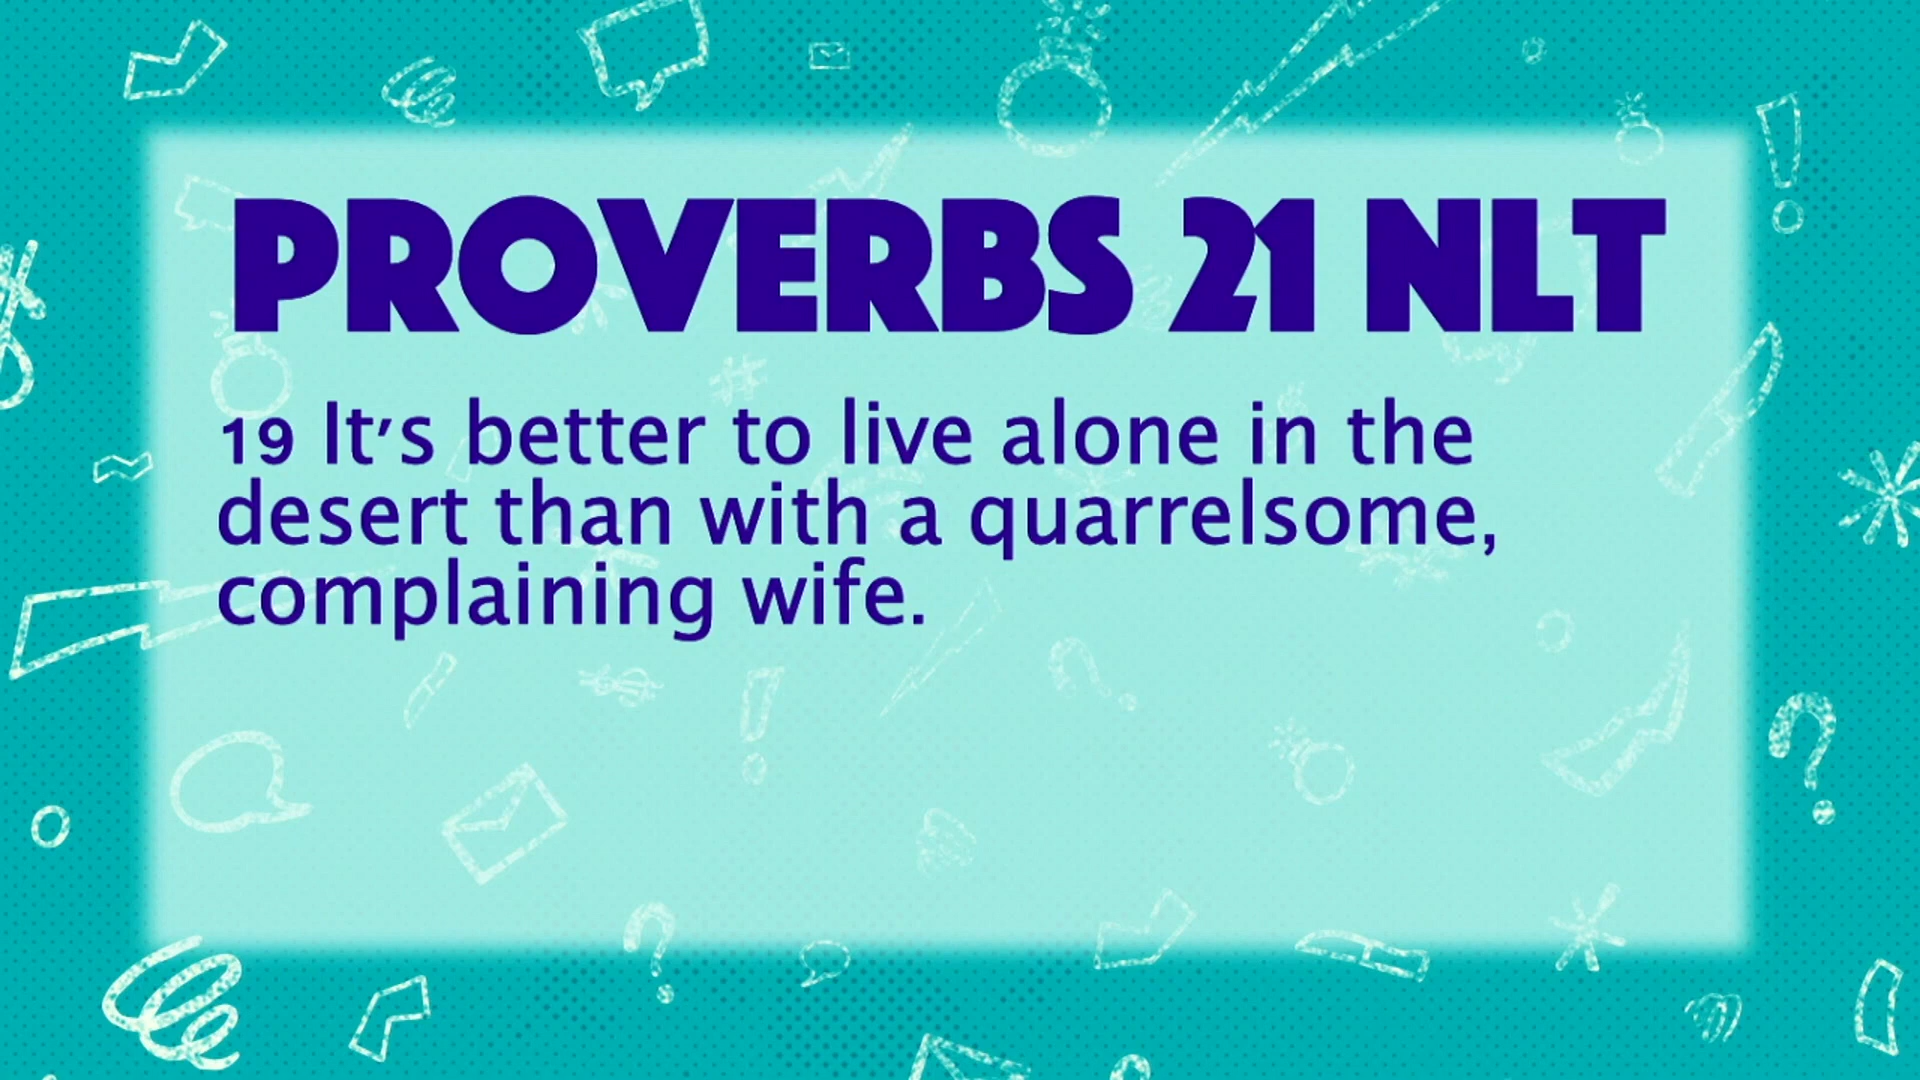 PROVERBS 21 NLT
19 It's better to live alone in the
desert than with a quarrelsome,
complaining wife.